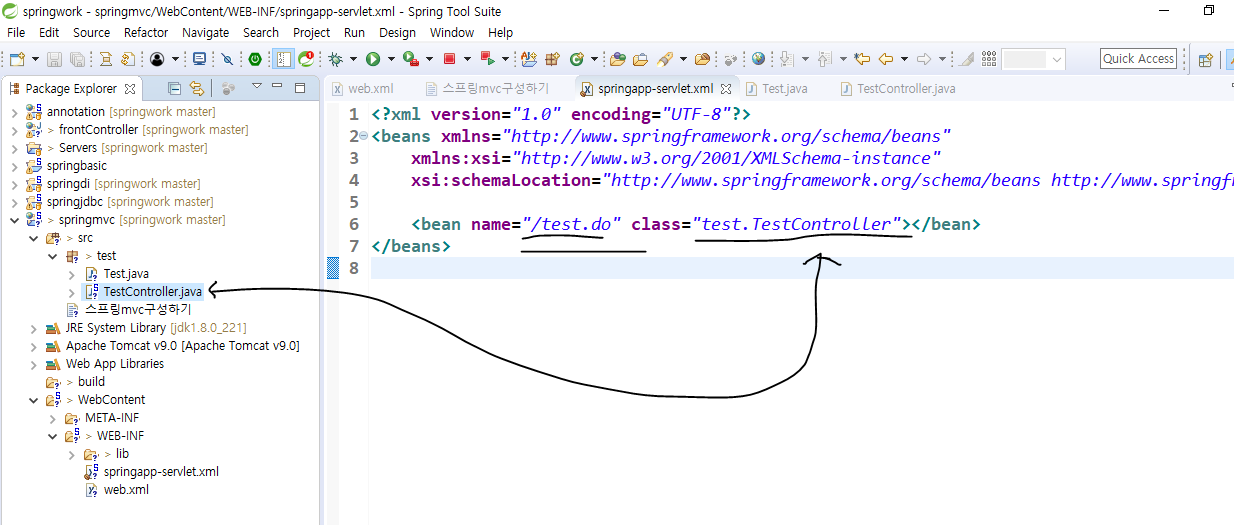 springwork - springmvc/WebContent/WEB-INF/springapp-servlet.xml - Spring Tool Suite
File Edit Source Refactor Navigate Search Project Run Design Window Help
Quick Access
Package Explorer
annotation [springwork master]
> frontController [springwork master]
> Servers [springwork master]
springbasic
springdi [springwork master]
springjdbc [springwork master]
> springmvc [springwork master]
> src
> test
Test.java
TestController.java
스프링mvc구성하기
JRE System Library [jdk1.8.0_221]
Apache Tomcat v9.0 [Apache Tomcat v9.0]
Web App Libraries
> build
> WebContent
META-INF
> WEB-INF
> lib
springapp-servlet.xml
web.xml
web.xml 스프링mvc구성하기 springapp-servlet.xml Test.java TestController.java
1 <?xml version="1.0" encoding="UTF-8"?>
2 <beans xmlns="http://www.springframework.org/schema/beans"
3 xmlns:xsi="http://www.w3.org/2001/XMLSchema-instance"
4 xsi:schemaLocation="http://www.springframework.org/schema/beans http://www.springf
5
6 <bean name="/test.do" class="test.TestController"></bean>
7 </beans>
8